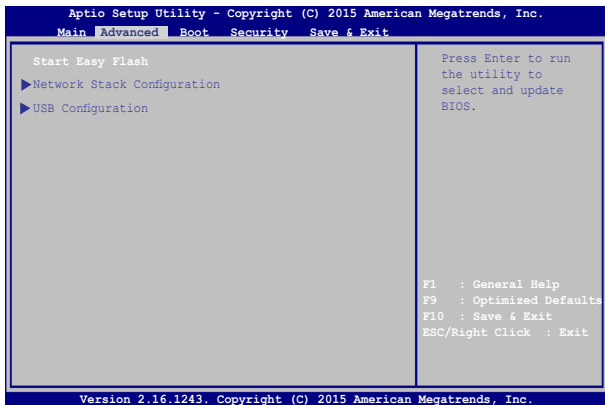 Aptio Setup Utility - Copyright (C) 2015 American Megatrends, Inc.
Main Advanced Boot Security Save & Exit
Start Easy Flash
Network Stack Configuration
USB Configuration
Press Enter to run
the utility to
select and update
BIOS.
F1 : General Help
F9 : Optimized Defaults
F10 : Save & Exit
ESC/Right Click : Exit
Version 2.16.1243. Copyright (C) 2015 American Megatrends, Inc.